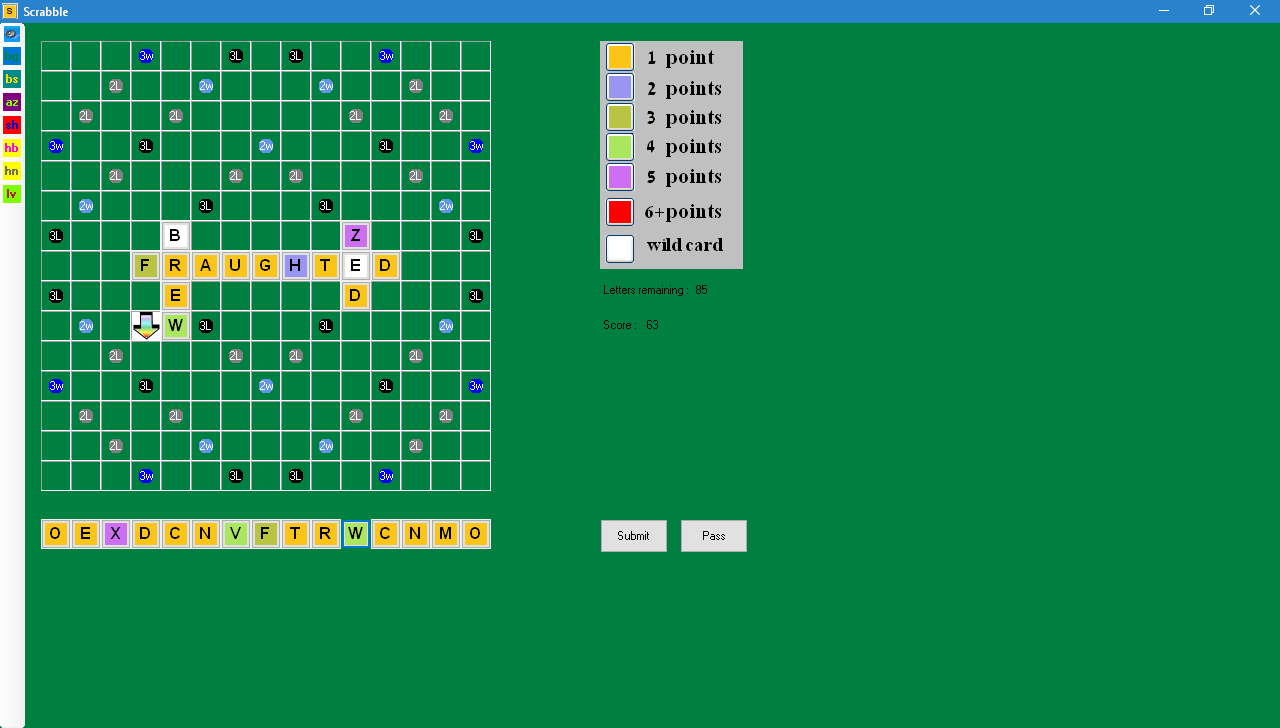 S Scrabble
bs
az
sh
hb
hn
lv
3w 3L 3L 3w
2L 2w 2w 2L
2L 2L 2L 2L
3w 3L 2w 3L 3w
2L 2L 2L 2L
2w 3L 3L 2w
3L B Z 3L
F R A U G H T E D
3L E D 3L
2w W 3L 3L 2w
2L 2L 2L 2L
3w 3L 2w 3L 3w
2L 2L 2L 2L
2L 2w 2w 2L
3w 3L 3L 3w
O E X D C N V F T R W C N M O
1 point
2 points
3 points
4 points
5 points
6+points
wild card
Letters remaining : 85
Score : 63
Submit Pass